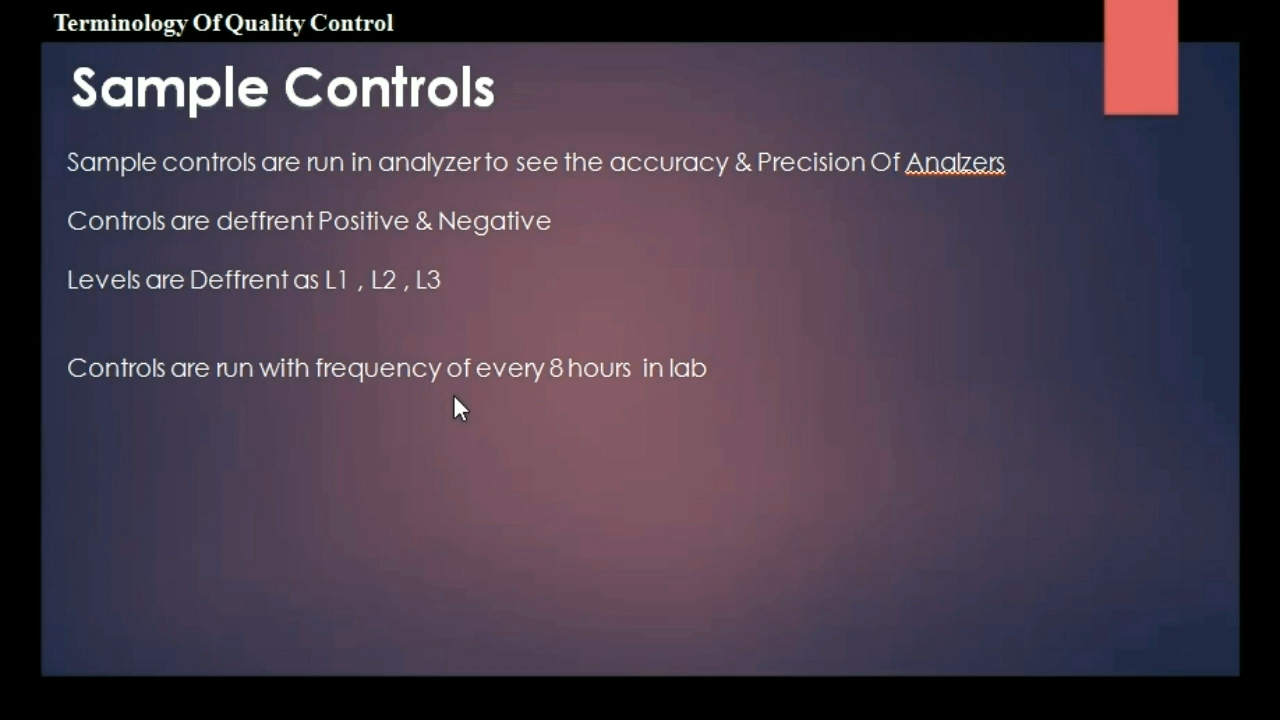 Terminology Of Quality Control
Sample Controls
Sample controls are run in analyzer to see the accuracy & Precision Of Analzers
Controls are deffrent Positive & Negative
Levels are Deffrent as L1 , L2 , L3
Controls are run with frequency of every 8 hours in lab